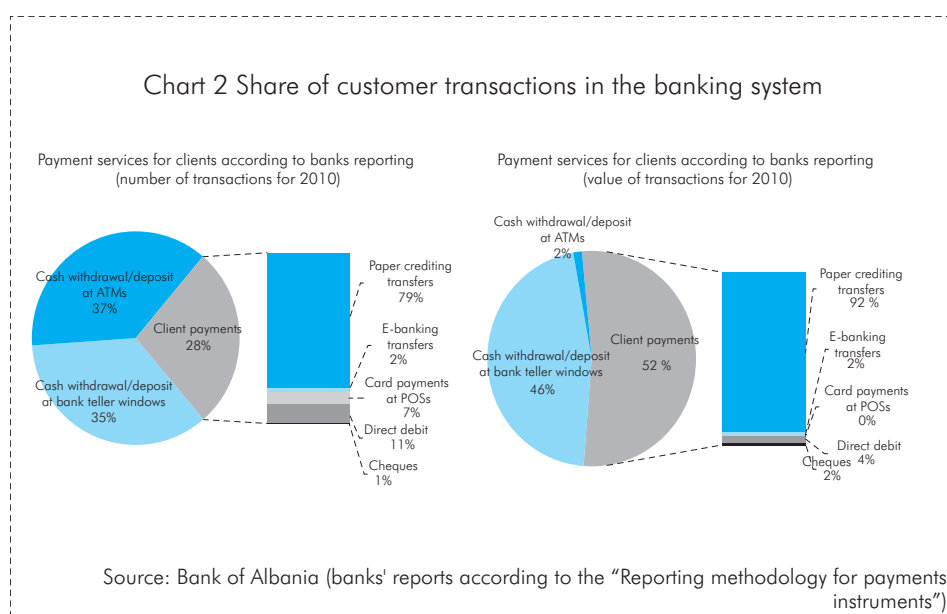 Chart 2 Share of customer transactions in the banking system
Payment services for clients according to banks reporting
(number of transactions for 2010)
Cash withdrawal/deposit
at ATMs
37%
Client payments
28%
Cash withdrawal/deposit
at bank teller windows
35%
Paper crediting
transfers
79%
E-banking
transfers
2%
Card payments
at POSs
7%
Direct debit
11%
Cheques
1%
Payment services for clients according to banks reporting
(value of transactions for 2010)
Cash withdrawal/deposit
at ATMs
2%
Client payments
52 %
Cash withdrawal/deposit
at bank teller windows
46%
Paper crediting
transfers
92 %
E-banking
transfers
2%
Card payments
at POSs
0%
Direct debit
4%
Cheques
2%
Source: Bank of Albania (banks' reports according to the “Reporting methodology for payments
instruments”)